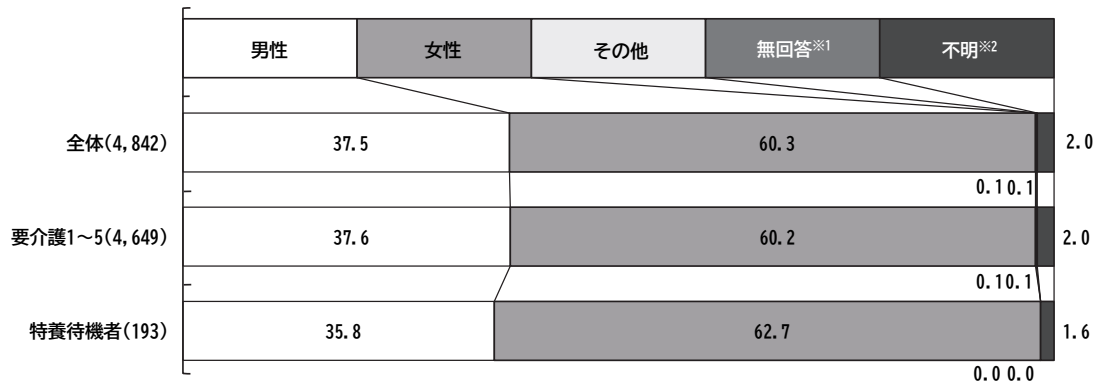 男性 女性 その他 無回答※1 不明※2
全体(4,842) 37.5 60.3 2.0
0.1 0.1
要介護1～5(4,649) 37.6 60.2 2.0
0.1 0.1
特養待機者(193) 35.8 62.7 1.6
0.0 0.0